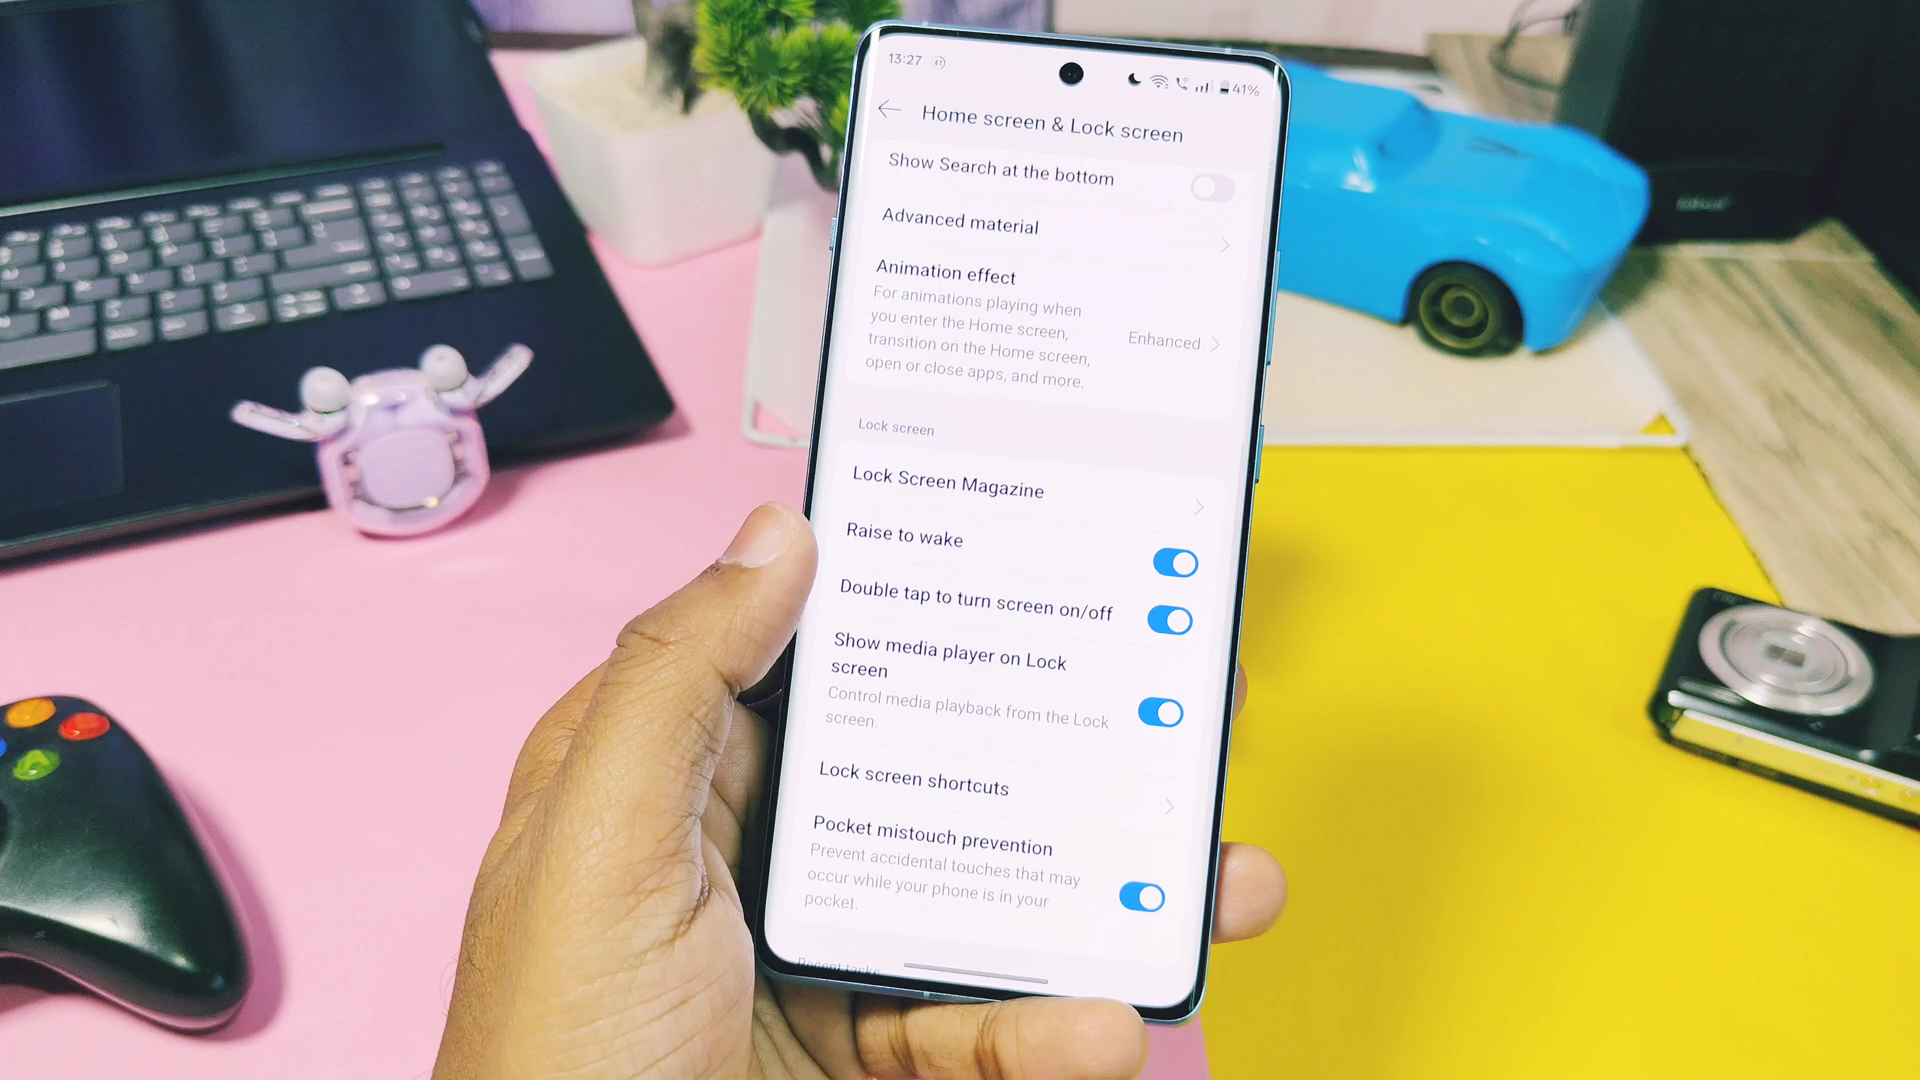 13:27
41%
Home screen & Lock screen
Show Search at the bottom
Advanced material
Animation effect
For animations playing when
you enter the Home screen,
transition on the Home screen,
open or close apps, and more.
Enhanced
Lock screen
Lock Screen Magazine
Raise to wake
Double tap to turn screen on/off
Show media player on Lock
screen
Control media playback from the Lock
screen.
Lock screen shortcuts
Pocket mistouch prevention
Prevent accidental touches that may
occur while your phone is in your
pocket.
Recent tasks